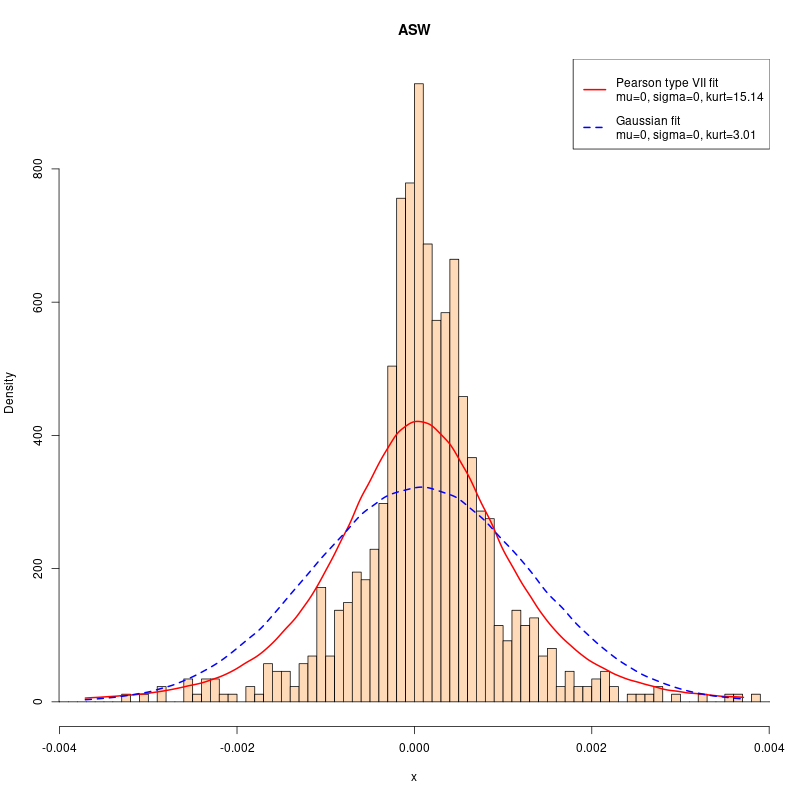 ASW
Pearson type VII fit
mu=0, sigma=0, kurt=15.14
Gaussian fit
mu=0, sigma=0, kurt=3.01
Density
800
600
400
200
0
-0.004 -0.002 0.000 0.002 0.004
x